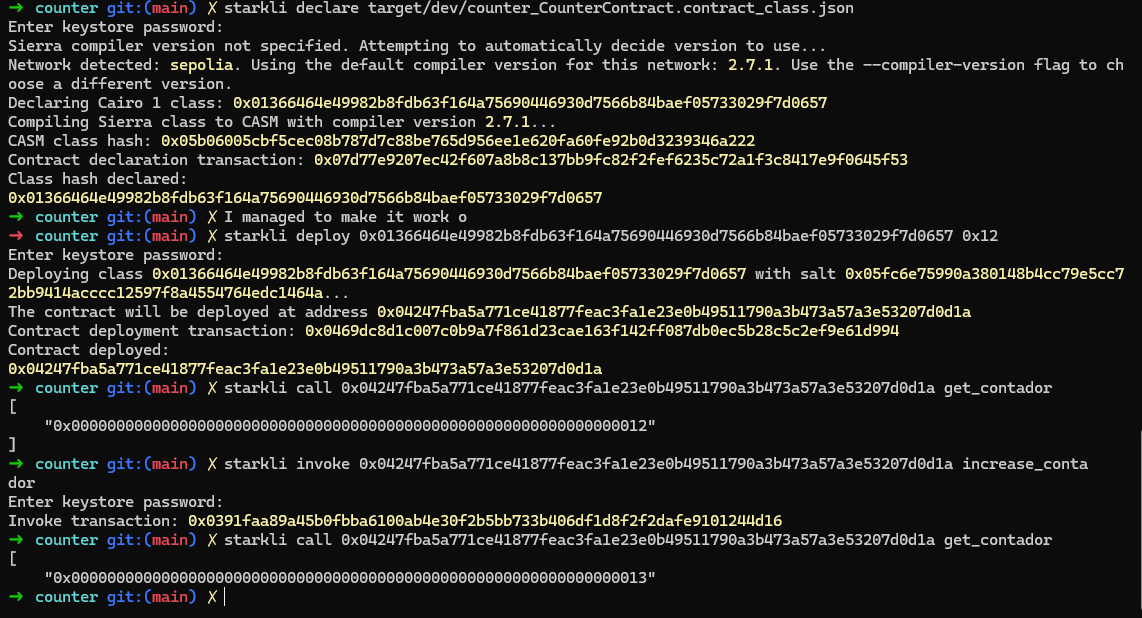 → counter git:(main) ✗ starkli declare target/dev/counter_CounterContract.contract_class.json
Enter keystore password:
Sierra compiler version not specified. Attempting to automatically decide version to use...
Network detected: sepolia. Using the default compiler version for this network: 2.7.1. Use the --compiler-version flag to ch
oose a different version.
Declaring Cairo 1 class: 0x01366464e49982b8fdb63f164a75690446930d7566b84baef05733029f7d0657
Compiling Sierra class to CASM with compiler version 2.7.1...
CASM class hash: 0x05b06005cbf5cec08b787d7c88be765d956ee1e620fa60fe92b0d3239346a222
Contract declaration transaction: 0x07d77e9207ec42f607a8b8c137bb9fc82f2fef6235c72a1f3c8417e9f0645f53
Class hash declared:
0x01366464e49982b8fdb63f164a75690446930d7566b84baef05733029f7d0657
→ counter git:(main) ✗ I managed to make it work o
→ counter git:(main) ✗ starkli deploy 0x01366464e49982b8fdb63f164a75690446930d7566b84baef05733029f7d0657 0x12
Enter keystore password:
Deploying class 0x01366464e49982b8fdb63f164a75690446930d7566b84baef05733029f7d0657 with salt 0x05fc6e75990a380148b4cc79e5cc7
2bb9414acccc12597f8a4554764edc1464a...
The contract will be deployed at address 0x04247fba5a771ce41877feac3fa1e23e0b49511790a3b473a57a3e53207d0d1a
Contract deployment transaction: 0x0469dc8d1c007c0b9a7f861d23cae163f142ff087db0ec5b28c5c2ef9e61d994
Contract deployed:
0x04247fba5a771ce41877feac3fa1e23e0b49511790a3b473a57a3e53207d0d1a
→ counter git:(main) ✗ starkli call 0x04247fba5a771ce41877feac3fa1e23e0b49511790a3b473a57a3e53207d0d1a get_contador
[
    "0x0000000000000000000000000000000000000000000000000000000000000012"
]
→ counter git:(main) ✗ starkli invoke 0x04247fba5a771ce41877feac3fa1e23e0b49511790a3b473a57a3e53207d0d1a increase_conta
dor
Enter keystore password:
Invoke transaction: 0x0391faa89a45b0fbba6100ab4e30f2b5bb733b406df1d8f2f2dafe9101244d16
→ counter git:(main) ✗ starkli call 0x04247fba5a771ce41877feac3fa1e23e0b49511790a3b473a57a3e53207d0d1a get_contador
[
    "0x0000000000000000000000000000000000000000000000000000000000000013"
→ counter git:(main) ✗